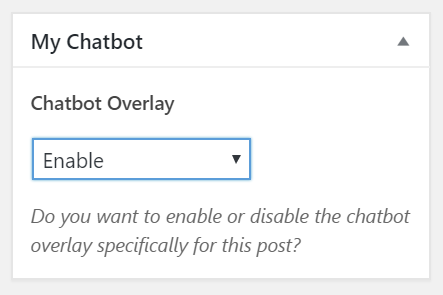 My Chatbot
Chatbot Overlay
Enable
Do you want to enable or disable the chatbot
overlay specifically for this post?